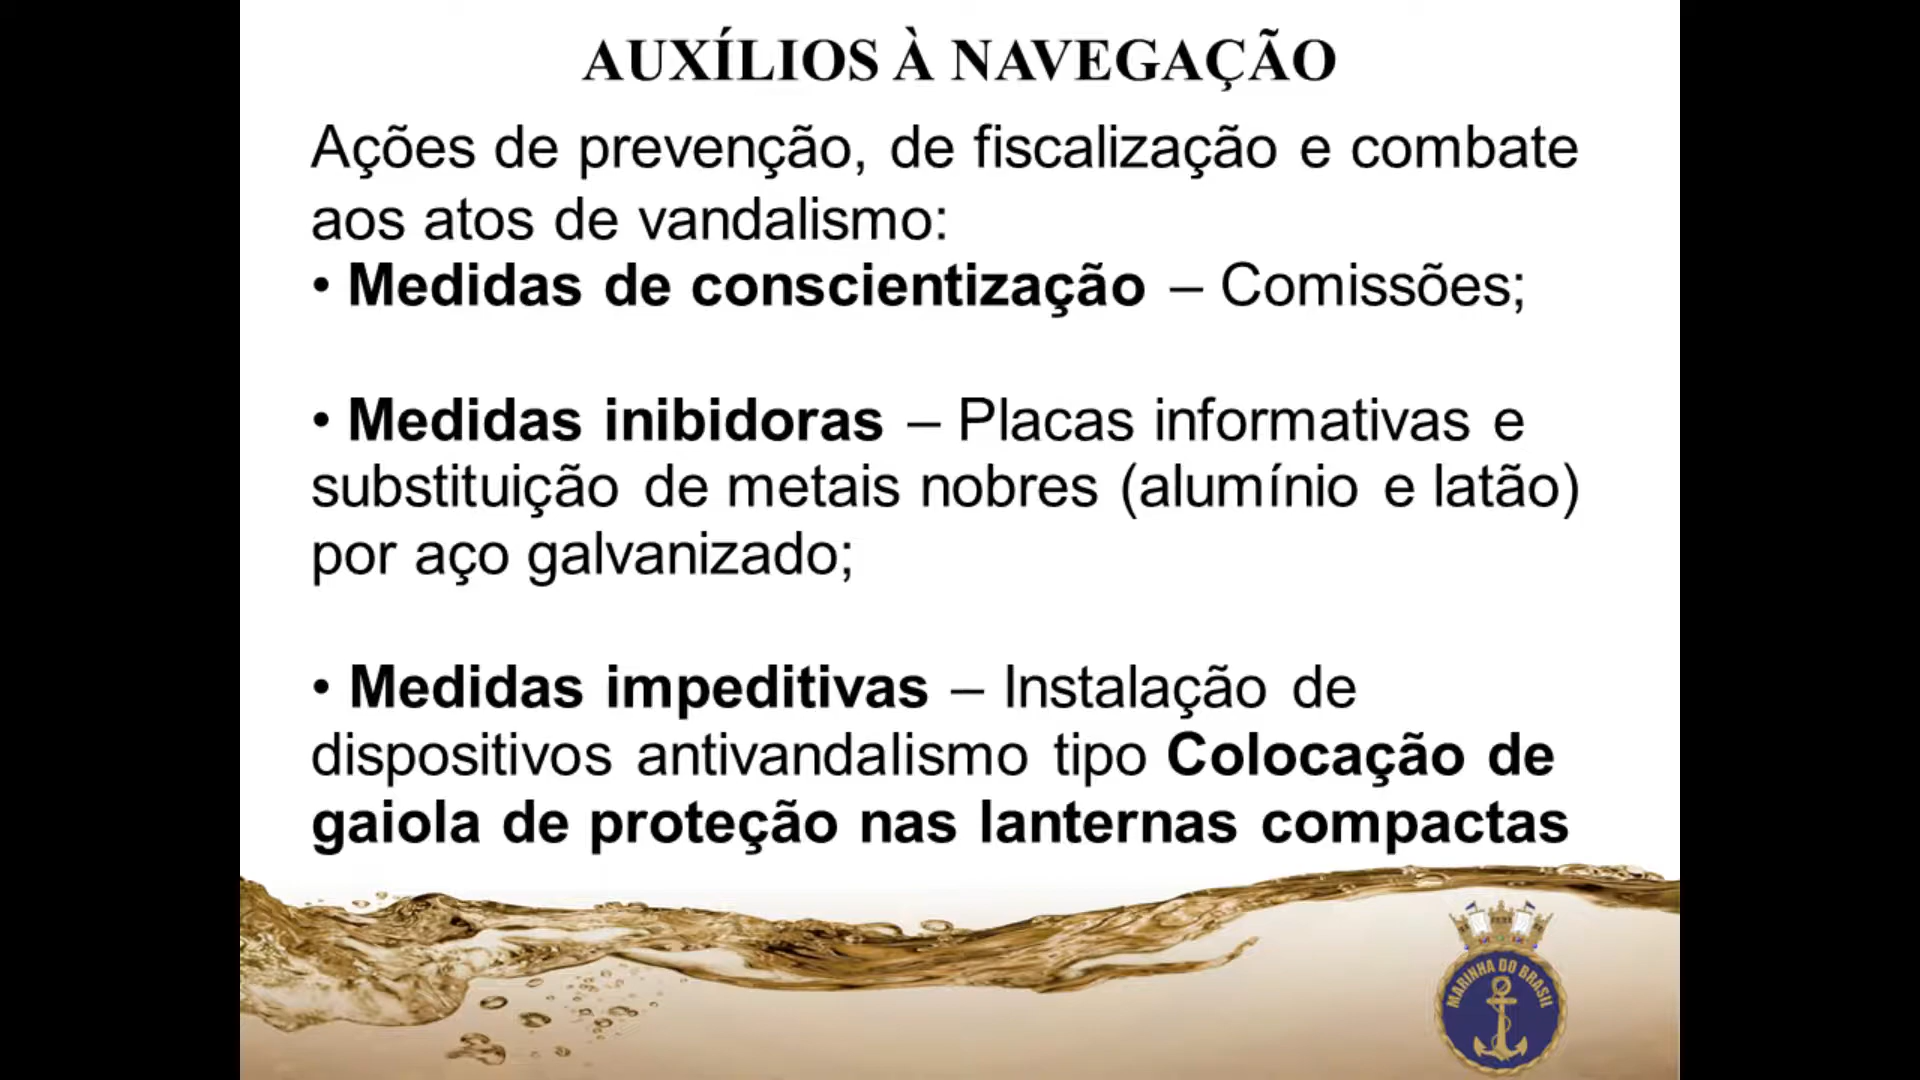 AUXÍLIOS À NAVEGAÇÃO
Ações de prevenção, de fiscalização e combate
aos atos de vandalismo:
• Medidas de conscientização – Comissões;
• Medidas inibidoras – Placas informativas e
substituição de metais nobres (alumínio e latão)
por aço galvanizado;
• Medidas impeditivas – Instalação de
dispositivos antivandalismo tipo Colocação de
gaiola de proteção nas lanternas compactas
MARINHA DO BRASIL